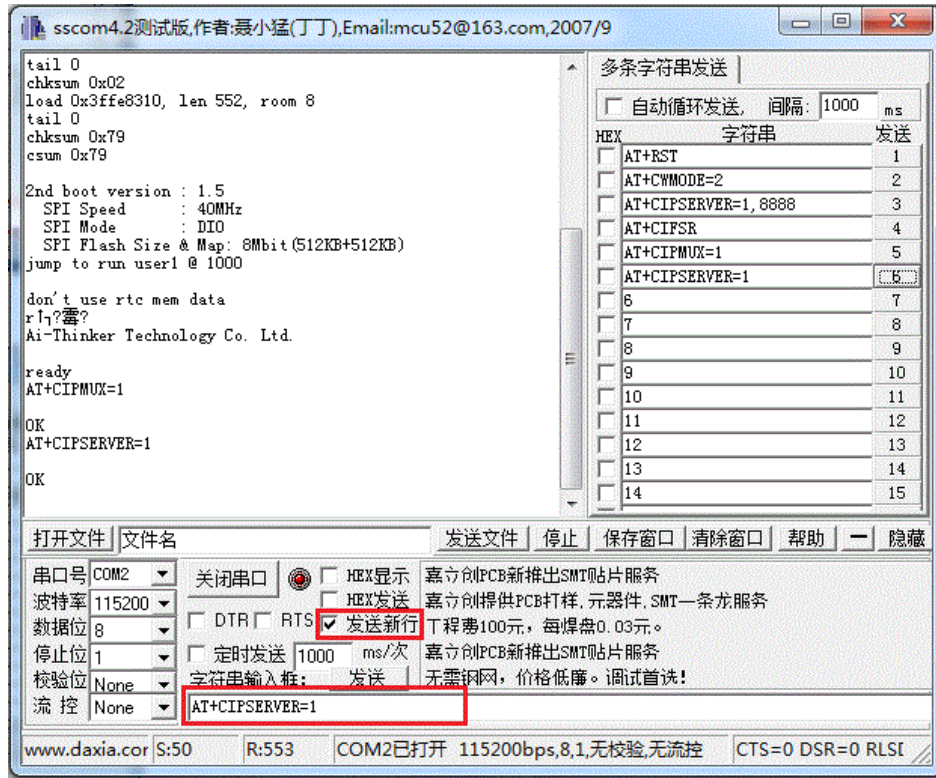 sscom4.2测试版,作者:聂小猛(丁丁),Email:mcu52@163.com,2007/9
tail 0
chksum 0x02
load 0x3ffe8310, len 552, room 8
tail 0
chksum 0x79
csum 0x79
2nd boot version : 1.5
SPI Speed : 40MHz
SPI Mode : DIO
SPI Flash Size & Map: 8Mbit(512KB+512KB)
jump to run user1 @ 1000
don't use rtc mem data
Ai-Thinker Technology Co. Ltd.
ready
AT+CIPMUX=1
OK
AT+CIPSERVER=1
OK
多条字符串发送
自动循环发送, 间隔: 1000 ms
HEX 字符串 发送
AT+RST 1
AT+CWMODE=2 2
AT+CIPSERVER=1,8888 3
AT+CIFSR 4
AT+CIPMUX=1 5
AT+CIPSERVER=1 6
6 7
7 8
8 9
9 10
10 11
11 12
12 13
13 14
14 15
打开文件 文件名 发送文件 停止 保存窗口 清除窗口 帮助 — 隐藏
串口号 COM2 关闭串口 HEX显示 嘉立创PCB新推出SMT贴片服务
波特率 115200 HEX发送 嘉立创提供PCB打样,元器件,SMT一条龙服务
数据位 8 DTR RTS 发送新行 工程费100元，每焊盘0.03元。
停止位 1 定时发送 1000 ms/次 嘉立创PCB新推出SMT贴片服务
校验位 None 字符串输入框: 发送 无需钢网，价格低廉。调试首选!
流 控 None AT+CIPSERVER=1
www.daxia.cor S:50 R:553 COM2已打开 115200bps,8,1,无校验,无流控 CTS=0 DSR=0 RLSI